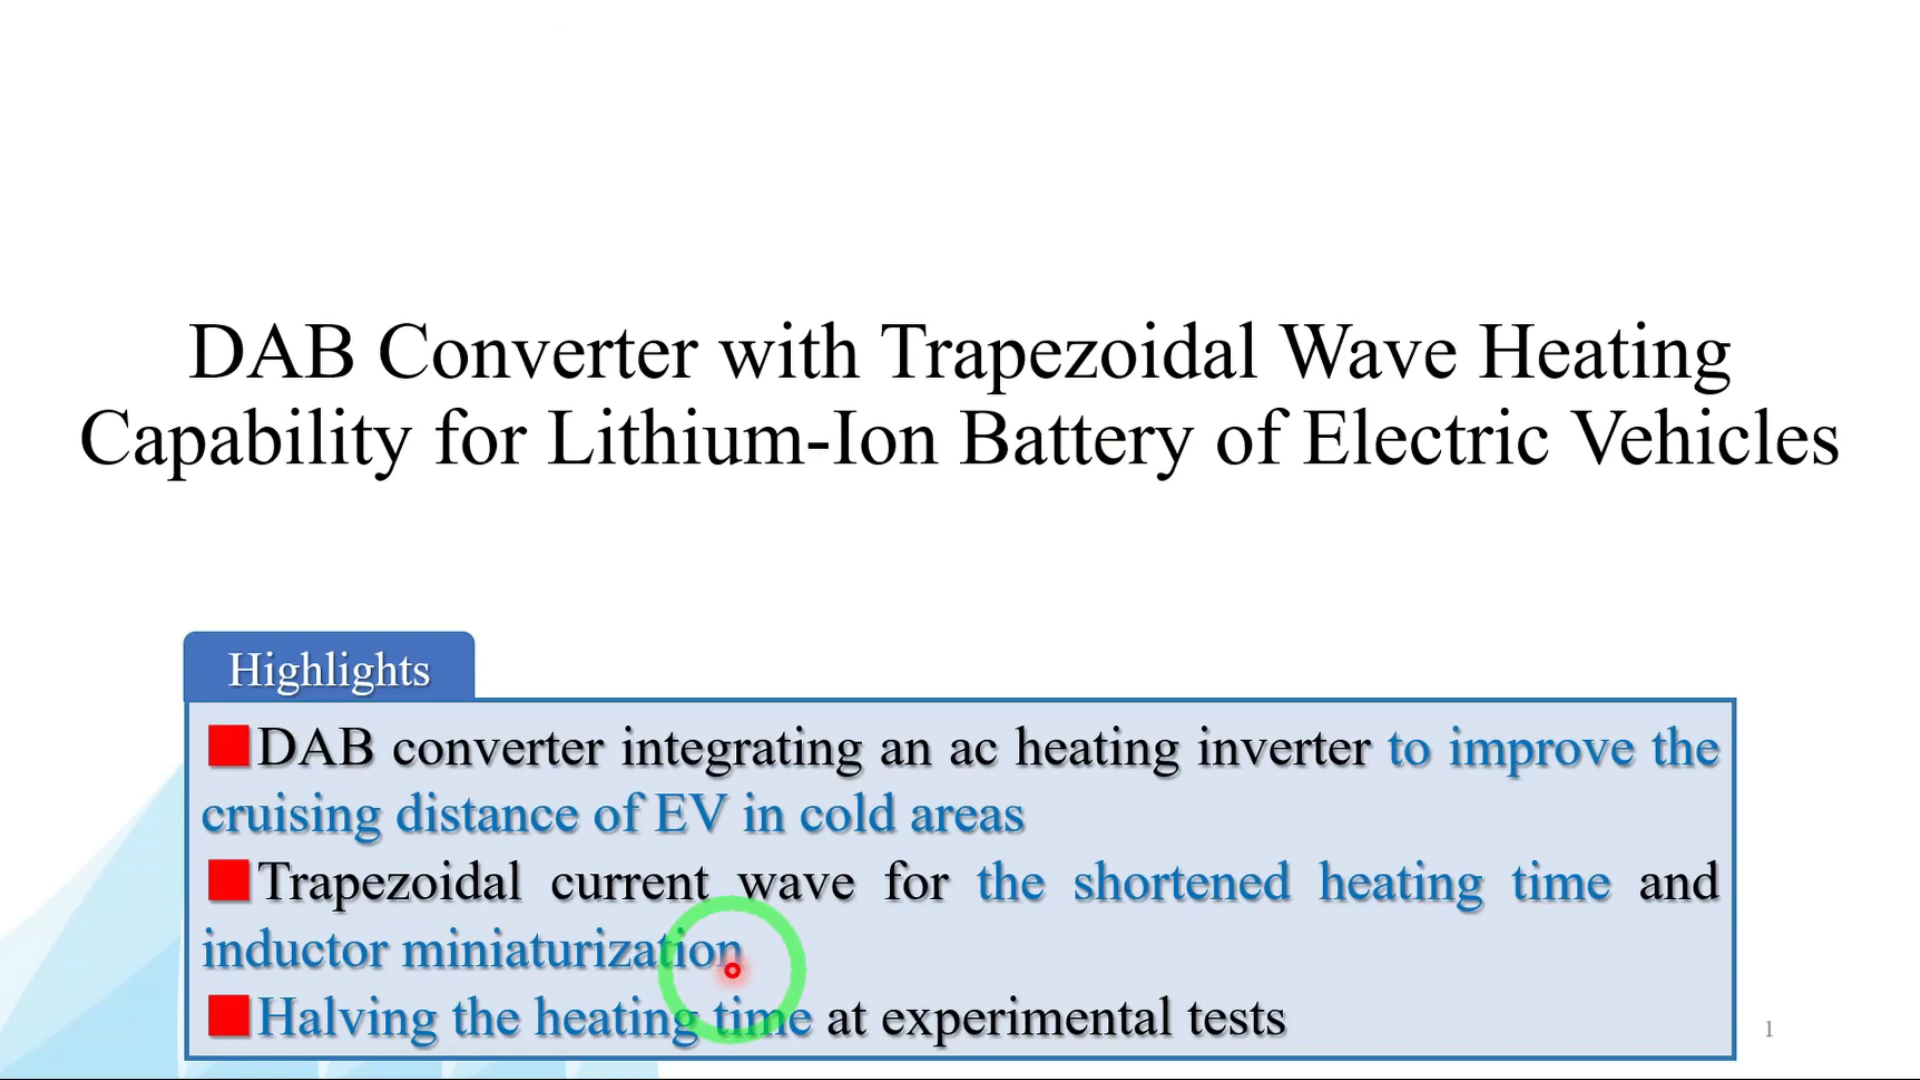 DAB Converter with Trapezoidal Wave Heating
Capability for Lithium-Ion Battery of Electric Vehicles
Highlights
DAB converter integrating an ac heating inverter to improve the
cruising distance of EV in cold areas
Trapezoidal current wave for the shortened heating time and
inductor miniaturization
Halving the heating time at experimental tests
1